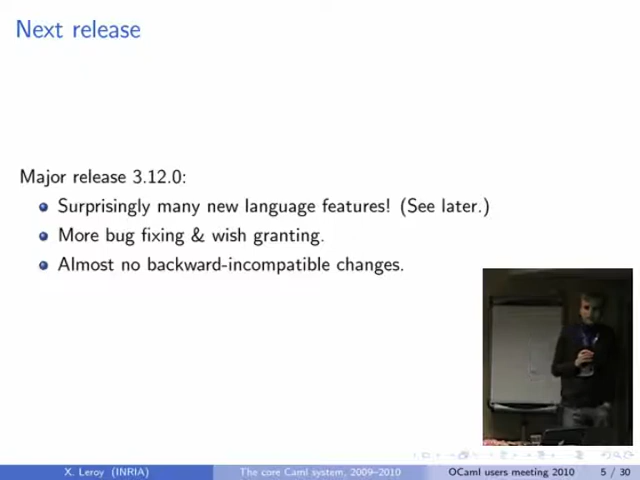 Next release
Major release 3.12.0:
Surprisingly many new language features! (See later.)
More bug fixing & wish granting.
Almost no backward-incompatible changes.
X. Leroy (INRIA) The core Caml system, 2009–2010 OCaml users meeting 2010 5 / 30